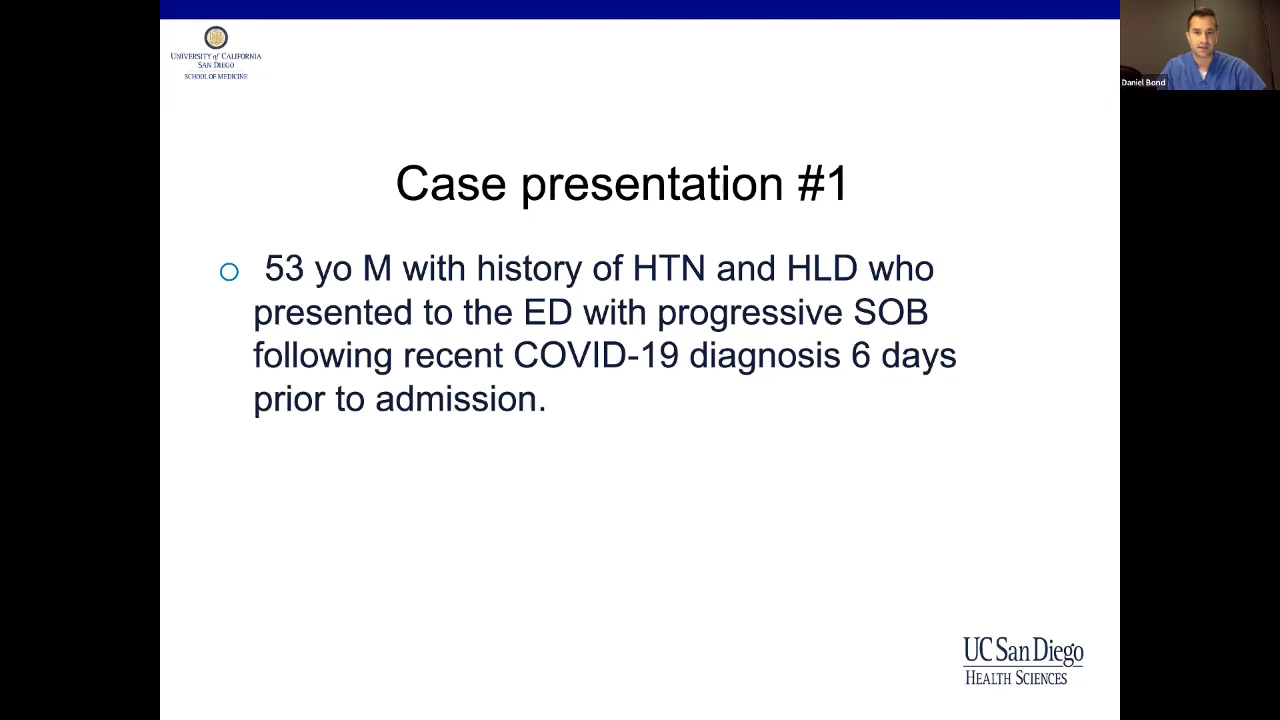 UNIVERSITY of CALIFORNIA
SAN DIEGO
SCHOOL OF MEDICINE
Daniel Bond
Case presentation #1
53 yo M with history of HTN and HLD who
presented to the ED with progressive SOB
following recent COVID-19 diagnosis 6 days
prior to admission.
UC San Diego
HEALTH SCIENCES